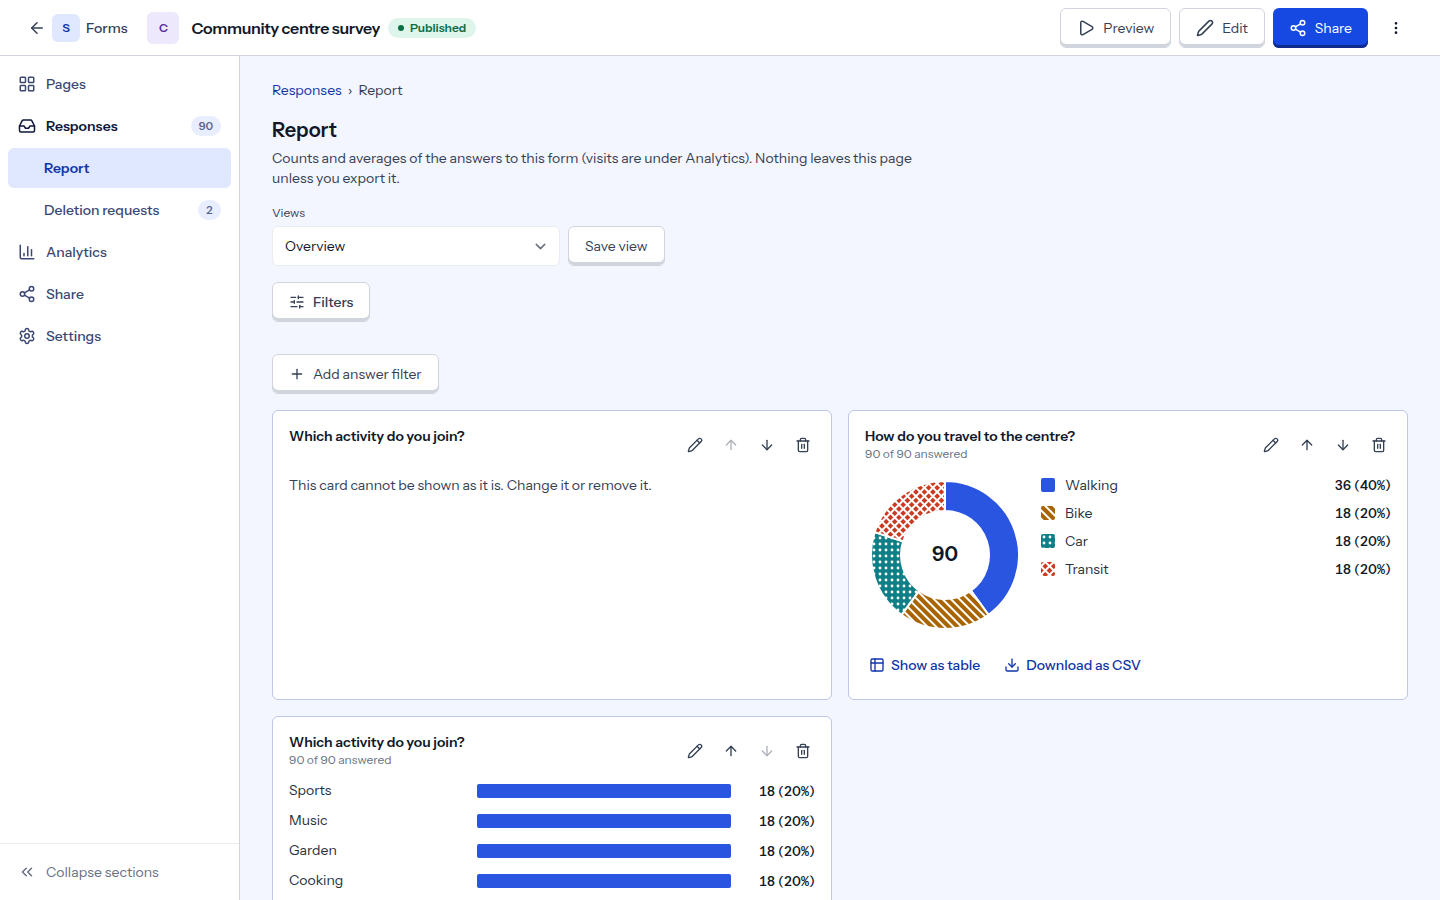 S Forms
C Community centre survey
Published
Preview
Edit
Share
Pages
Responses 90
Report
Deletion requests 2
Analytics
Share
Settings
Collapse sections
Responses › Report
Report
Counts and averages of the answers to this form (visits are under Analytics). Nothing leaves this page
unless you export it.
Views
Overview
Save view
Filters
Add answer filter
Which activity do you join?
This card cannot be shown as it is. Change it or remove it.
How do you travel to the centre?
90 of 90 answered
90
Walking 36 (40%)
Bike 18 (20%)
Car 18 (20%)
Transit 18 (20%)
Show as table
Download as CSV
Which activity do you join?
90 of 90 answered
Sports 18 (20%)
Music 18 (20%)
Garden 18 (20%)
Cooking 18 (20%)